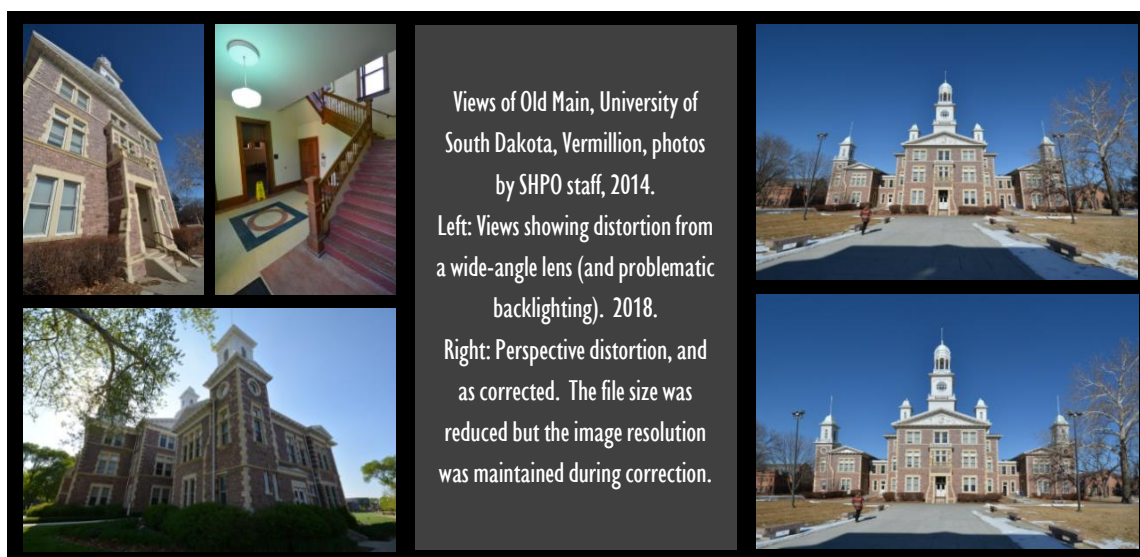 Views of Old Main, University of
South Dakota, Vermillion, photos
by SHPO staff, 2014.
Left: Views showing distortion from
a wide-angle lens (and problematic
backlighting).  2018.
Right: Perspective distortion, and
as corrected.  The file size was
reduced but the image resolution
was maintained during correction.